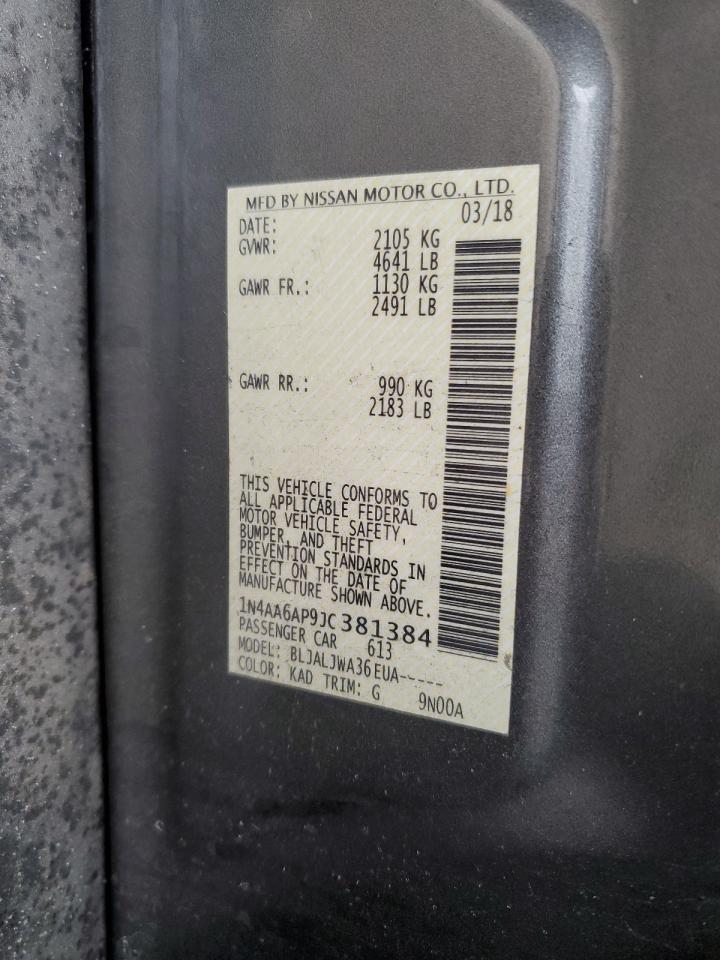 MFD BY NISSAN MOTOR CO., LTD.
DATE: 03/18
GVWR: 2105 KG
4641 LB
GAWR FR.: 1130 KG
2491 LB
GAWR RR.: 990 KG
2183 LB
THIS VEHICLE CONFORMS TO
ALL APPLICABLE FEDERAL
MOTOR VEHICLE SAFETY,
BUMPER, AND THEFT
PREVENTION STANDARDS IN
EFFECT ON THE DATE OF
MANUFACTURE SHOWN ABOVE.
1N4AA6AP9JC381384
PASSENGER CAR 613
MODEL: BLJALJWA36EUA-----
COLOR: KAD TRIM: G 9N00A